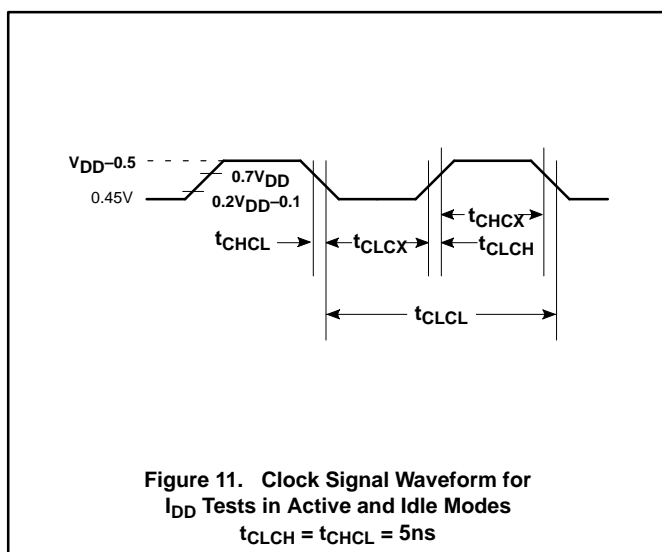 VDD–0.5
0.7VDD
0.45V
0.2VDD–0.1
tCHCX
tCHCL
tCLCX
tCLCH
tCLCL
Figure 11. Clock Signal Waveform for
IDD Tests in Active and Idle Modes
tCLCH = tCHCL = 5ns